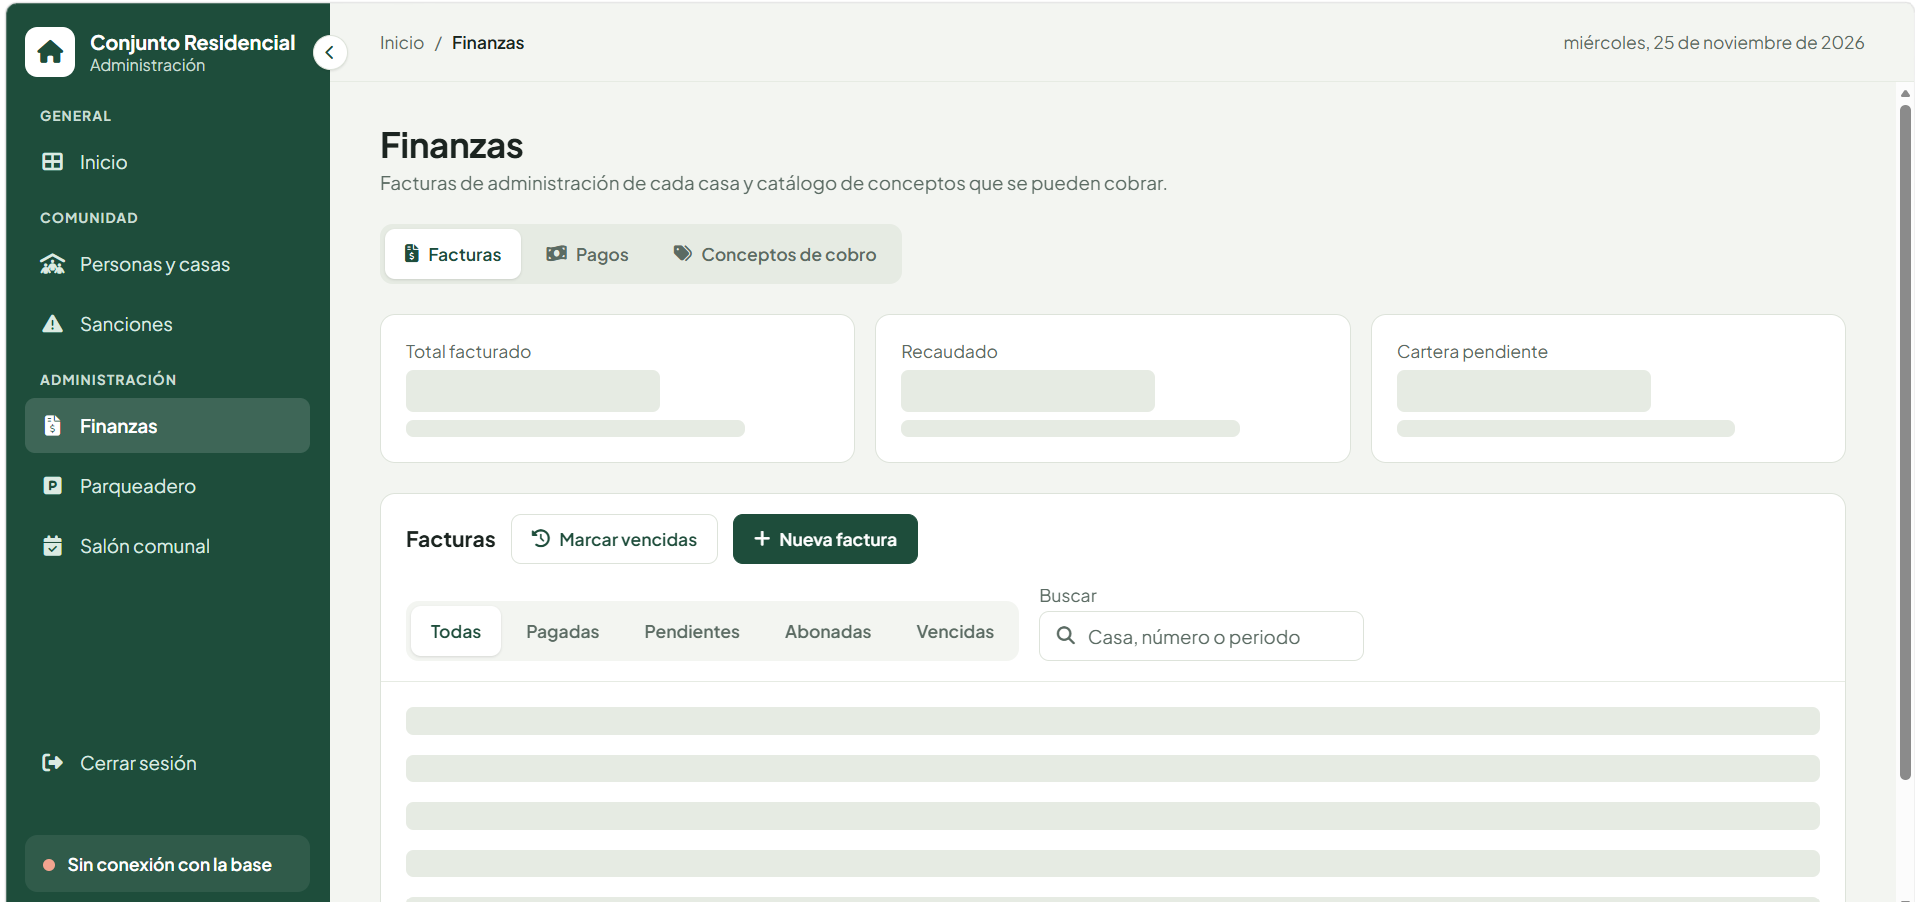 Conjunto Residencial
Administración
GENERAL
Inicio
COMUNIDAD
Personas y casas
Sanciones
ADMINISTRACIÓN
Finanzas
Parqueadero
Salón comunal
Cerrar sesión
Sin conexión con la base
Inicio / Finanzas
miércoles, 25 de noviembre de 2026
Finanzas
Facturas de administración de cada casa y catálogo de conceptos que se pueden cobrar.
Facturas Pagos Conceptos de cobro
Total facturado
Recaudado
Cartera pendiente
Facturas Marcar vencidas + Nueva factura
Todas Pagadas Pendientes Abonadas Vencidas
Buscar
Casa, número o periodo